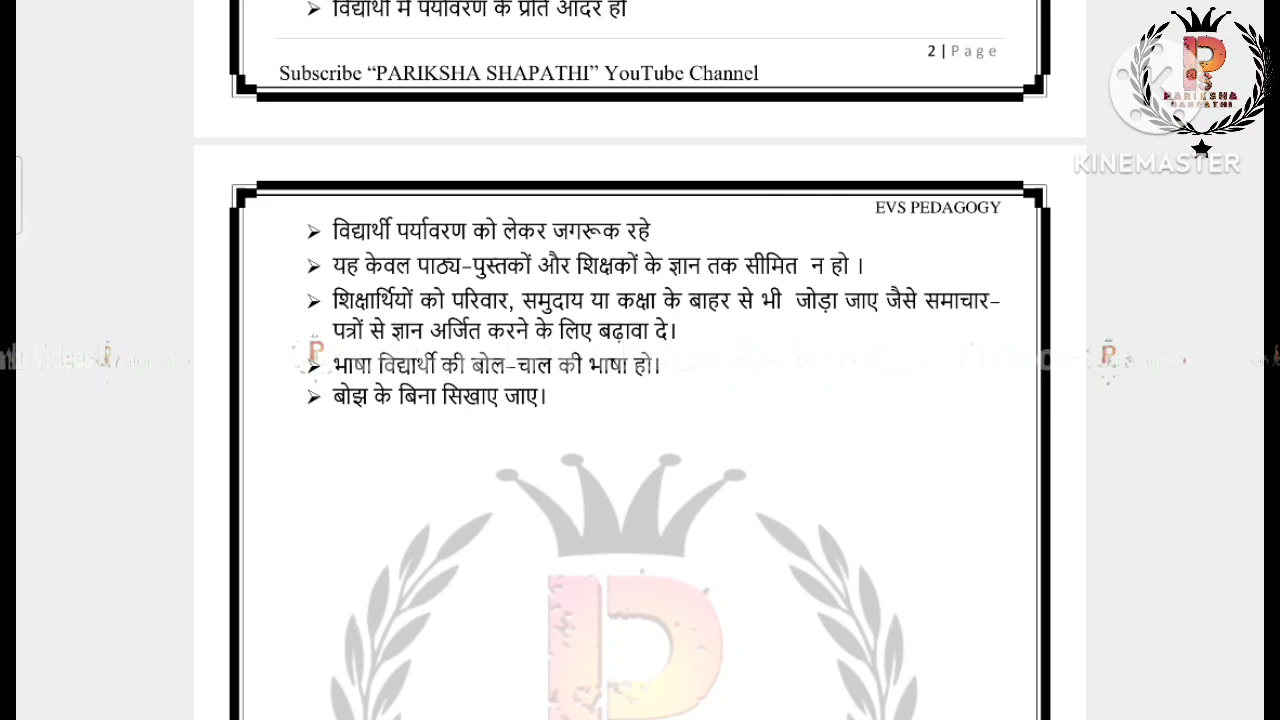 ➢ विद्यार्थी में पर्यावरण के प्रति आदर हो
2 | Page
Subscribe “PARIKSHA SHAPATHI” YouTube Channel
PARIKSHA
KINEMASTER
EVS PEDAGOGY
➢ विद्यार्थी पर्यावरण को लेकर जगरूक रहे
➢ यह केवल पाठ्य-पुस्तकों और शिक्षकों के ज्ञान तक सीमित न हो ।
➢ शिक्षार्थियों को परिवार, समुदाय या कक्षा के बाहर से भी जोड़ा जाए जैसे समाचार-
पत्रों से ज्ञान अर्जित करने के लिए बढ़ावा दे।
➢ भाषा विद्यार्थी की बोल-चाल की भाषा हो।
➢ बोझ के बिना सिखाए जाए।